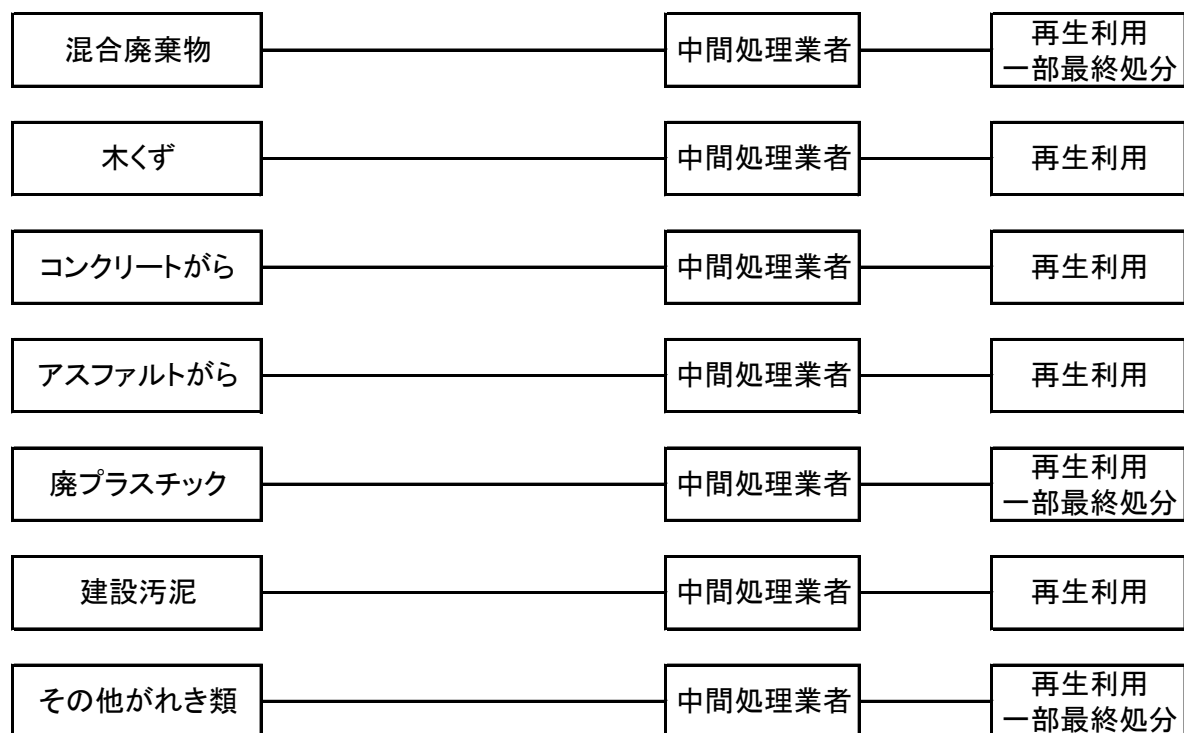 混合廃棄物
中間処理業者
再生利用
一部最終処分
木くず
中間処理業者
再生利用
コンクリートがら
中間処理業者
再生利用
アスファルトがら
中間処理業者
再生利用
廃プラスチック
中間処理業者
再生利用
一部最終処分
建設汚泥
中間処理業者
再生利用
その他がれき類
中間処理業者
再生利用
一部最終処分